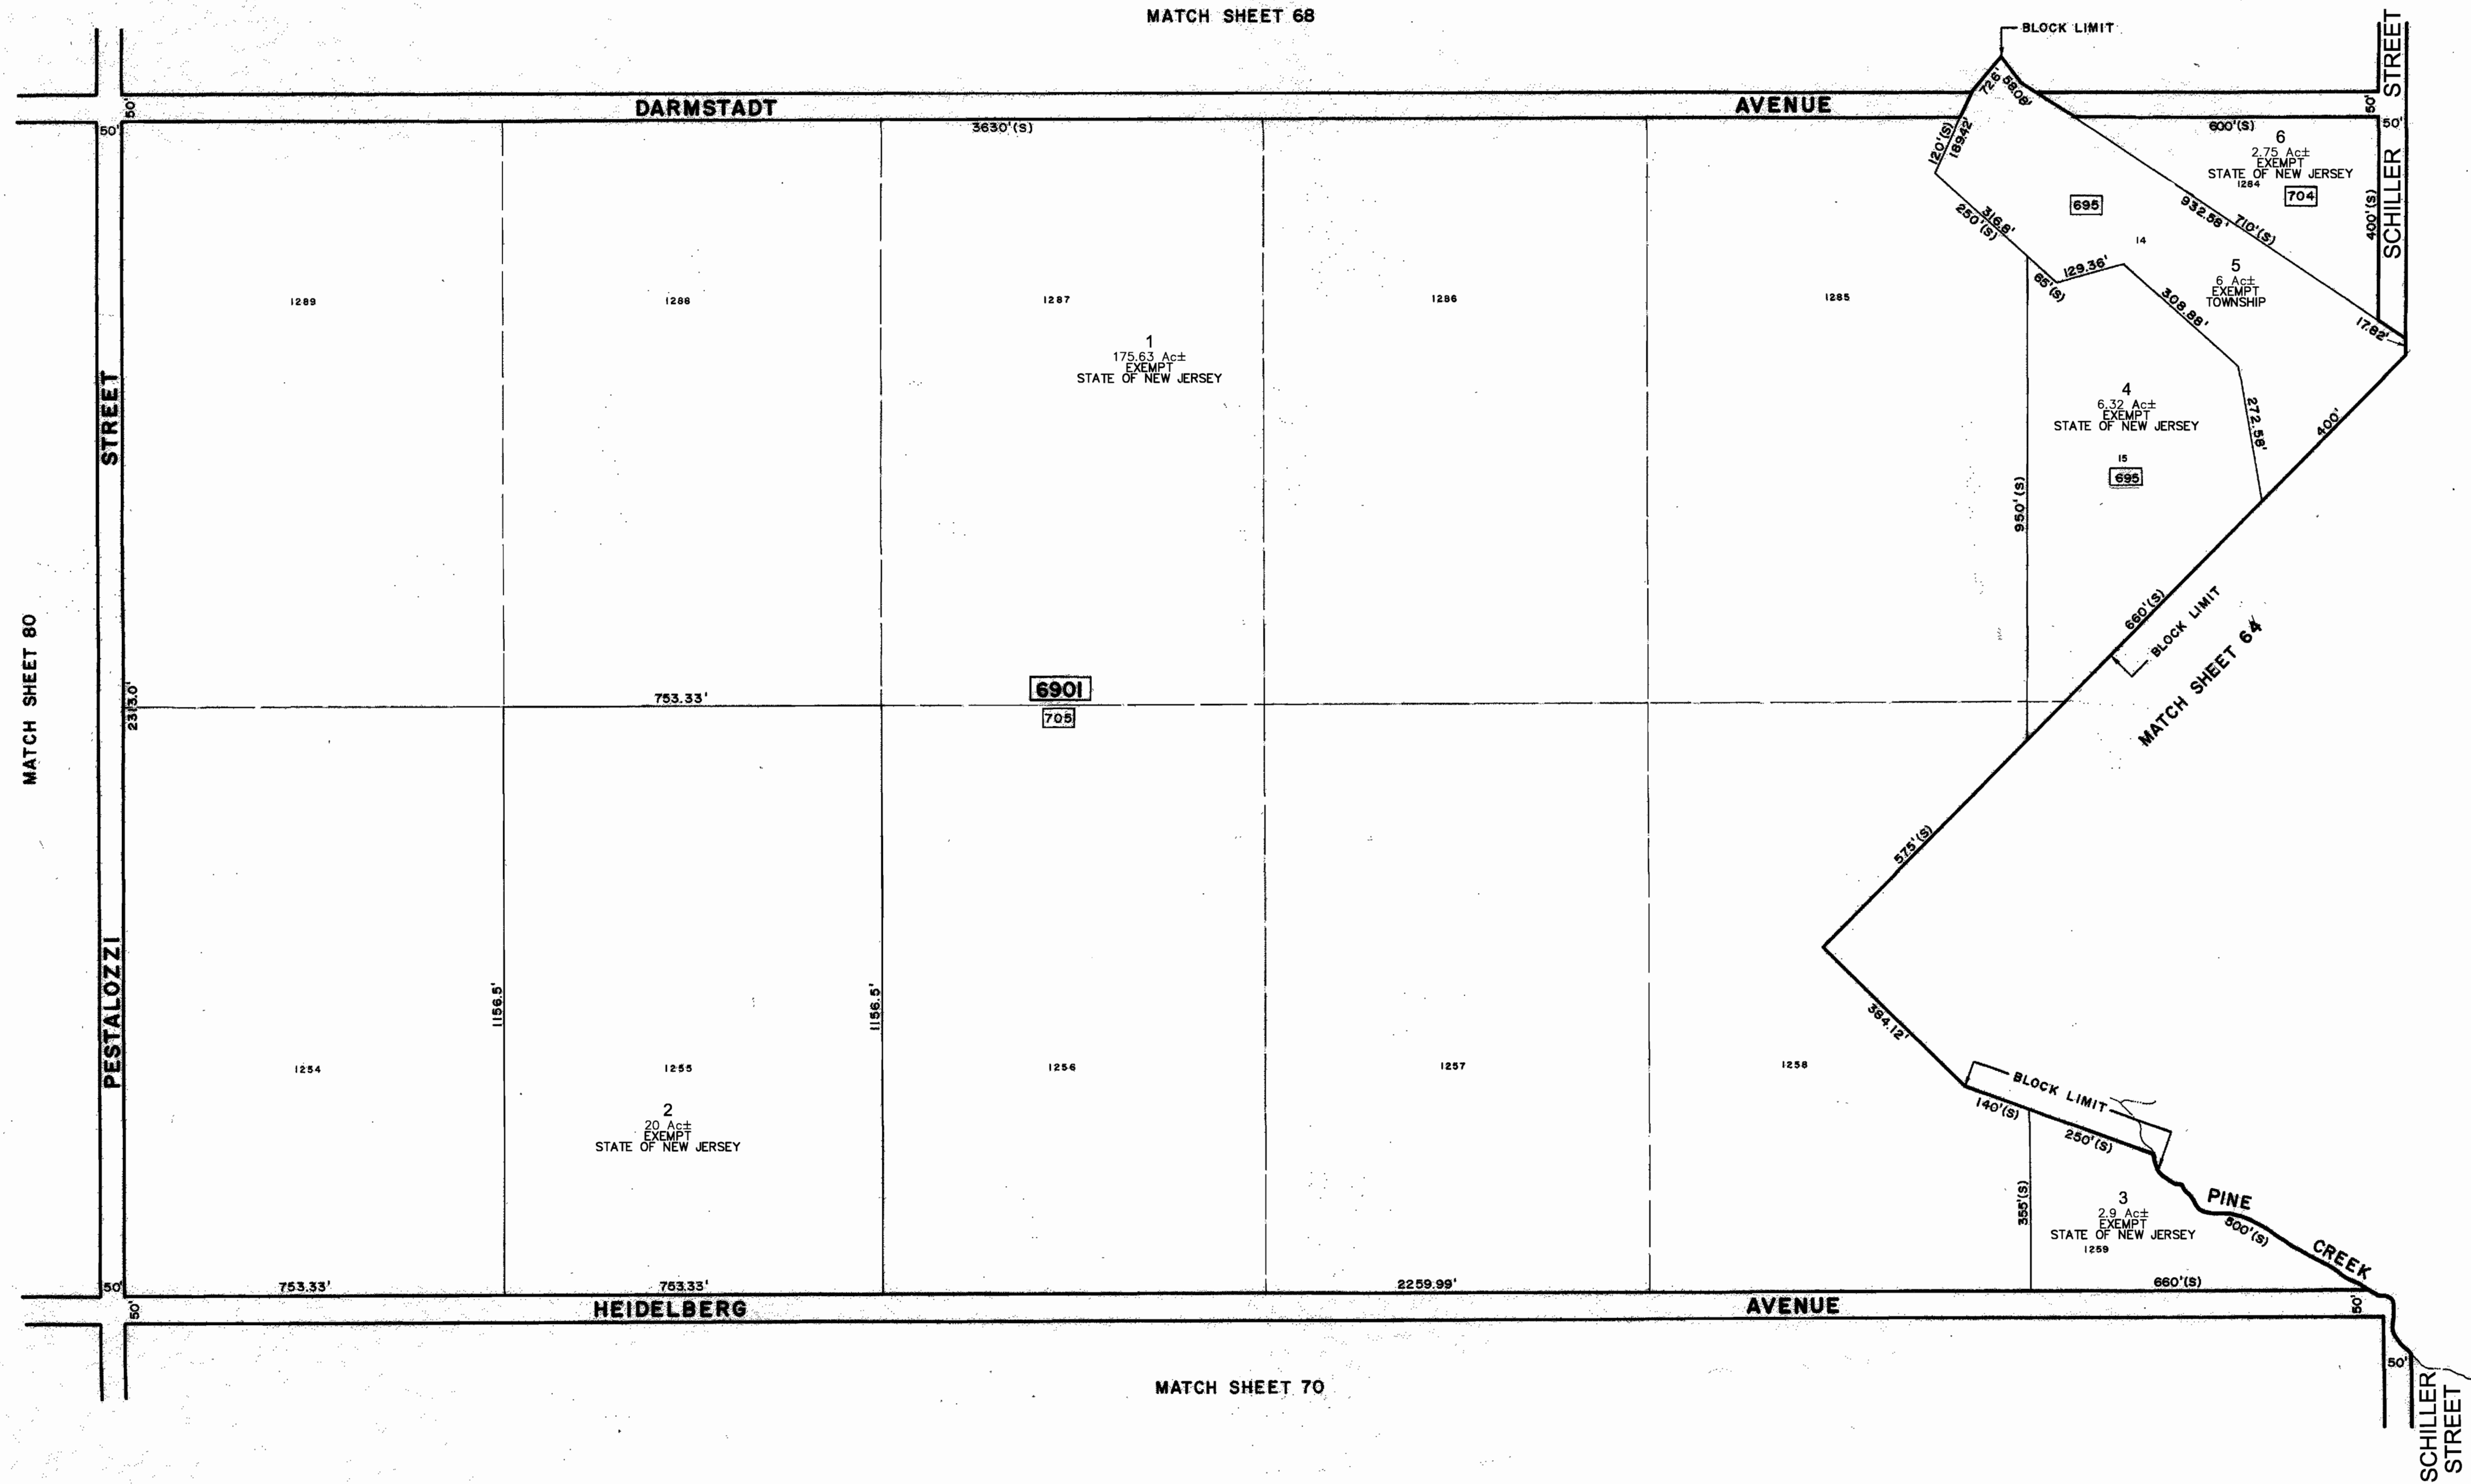 MATCH SHEET 68
BLOCK LIMIT
SCHILLER STREET
50'
50'
DARMSTADT AVENUE
3630'(S)
72.6'
58.08'
120'(S)
189.42'
600'(S)
50'
50'
6
2.75 Ac±
EXEMPT
STATE OF NEW JERSEY
1284
704
400'(S)
695
250'(S)
316.8'
14
932.58'
710'(S)
65'(S)
129.36'
5
6 Ac±
EXEMPT
TOWNSHIP
308.88'
17.82'
1289
1288
1287
1286
1285
1
175.63 Ac±
EXEMPT
STATE OF NEW JERSEY
4
6.32 Ac±
EXEMPT
STATE OF NEW JERSEY
15
695
272.58'
400'
950'(S)
660'(S)
BLOCK LIMIT
MATCH SHEET 64
MATCH SHEET 80
PESTALOZZI STREET
2313.0'
753.33'
6901
705
575'(S)
384.12'
1156.5'
1156.5'
1254
1255
1256
1257
1258
2
20 Ac±
EXEMPT
STATE OF NEW JERSEY
BLOCK LIMIT
140'(S)
250'(S)
355'(S)
3
2.9 Ac±
EXEMPT
STATE OF NEW JERSEY
1259
PINE CREEK
500'(S)
50'
753.33'
753.33'
2259.99'
660'(S)
50'
HEIDELBERG AVENUE
50'
50'
MATCH SHEET 70
SCHILLER
STREET